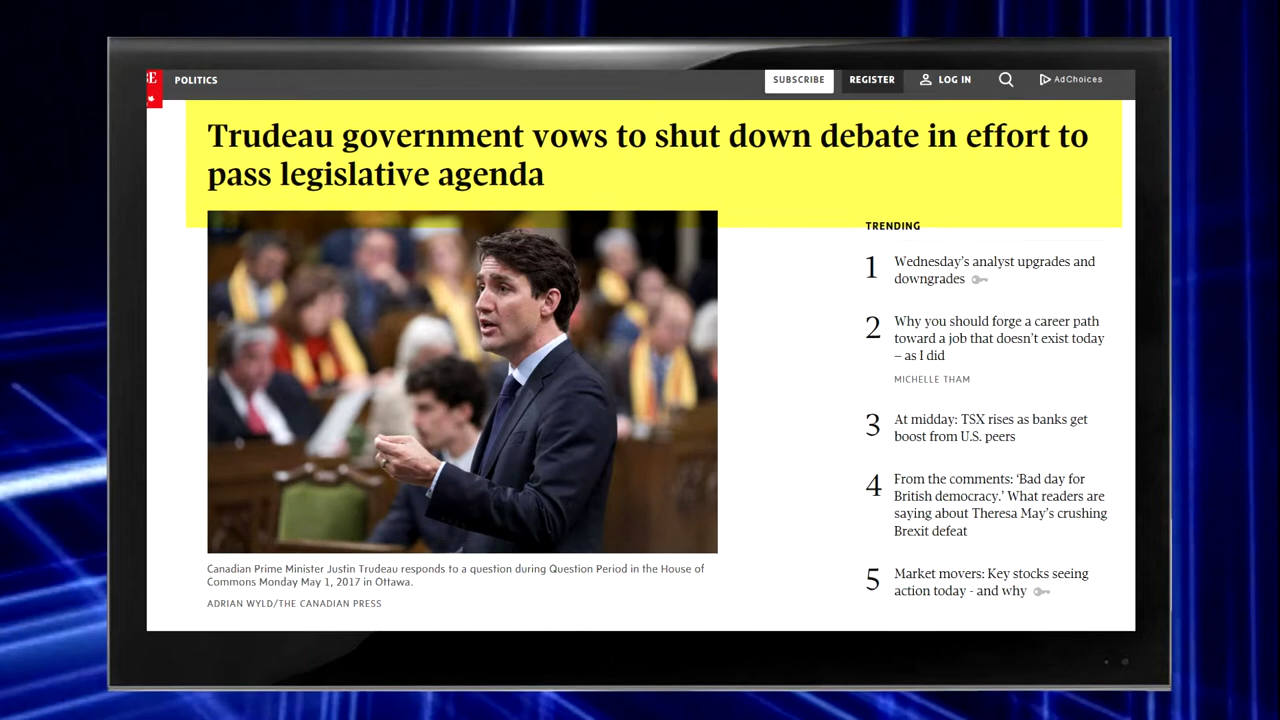 POLITICS
SUBSCRIBE
REGISTER
LOG IN
AdChoices
Trudeau government vows to shut down debate in effort to
pass legislative agenda
Canadian Prime Minister Justin Trudeau responds to a question during Question Period in the House of
Commons Monday May 1, 2017 in Ottawa.
ADRIAN WYLD/THE CANADIAN PRESS
TRENDING
1 Wednesday’s analyst upgrades and
downgrades
2 Why you should forge a career path
toward a job that doesn’t exist today
– as I did
MICHELLE THAM
3 At midday: TSX rises as banks get
boost from U.S. peers
4 From the comments: ‘Bad day for
British democracy.’ What readers are
saying about Theresa May’s crushing
Brexit defeat
5 Market movers: Key stocks seeing
action today - and why